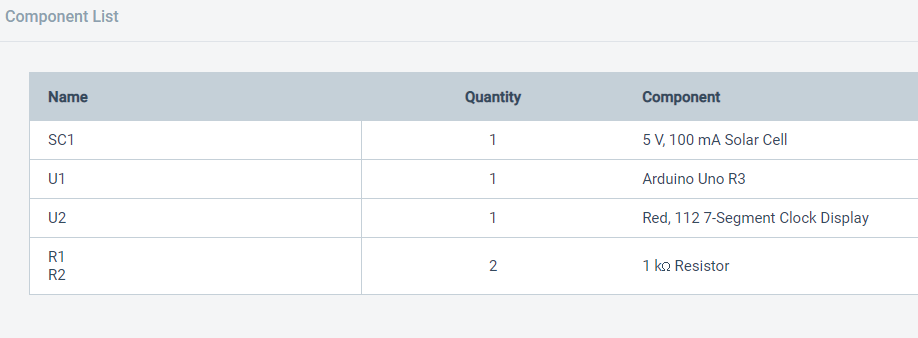 Component List
Name Quantity Component
SC1 1 5 V, 100 mA Solar Cell
U1 1 Arduino Uno R3
U2 1 Red, 112 7-Segment Clock Display
R1
R2 2 1 kΩ Resistor